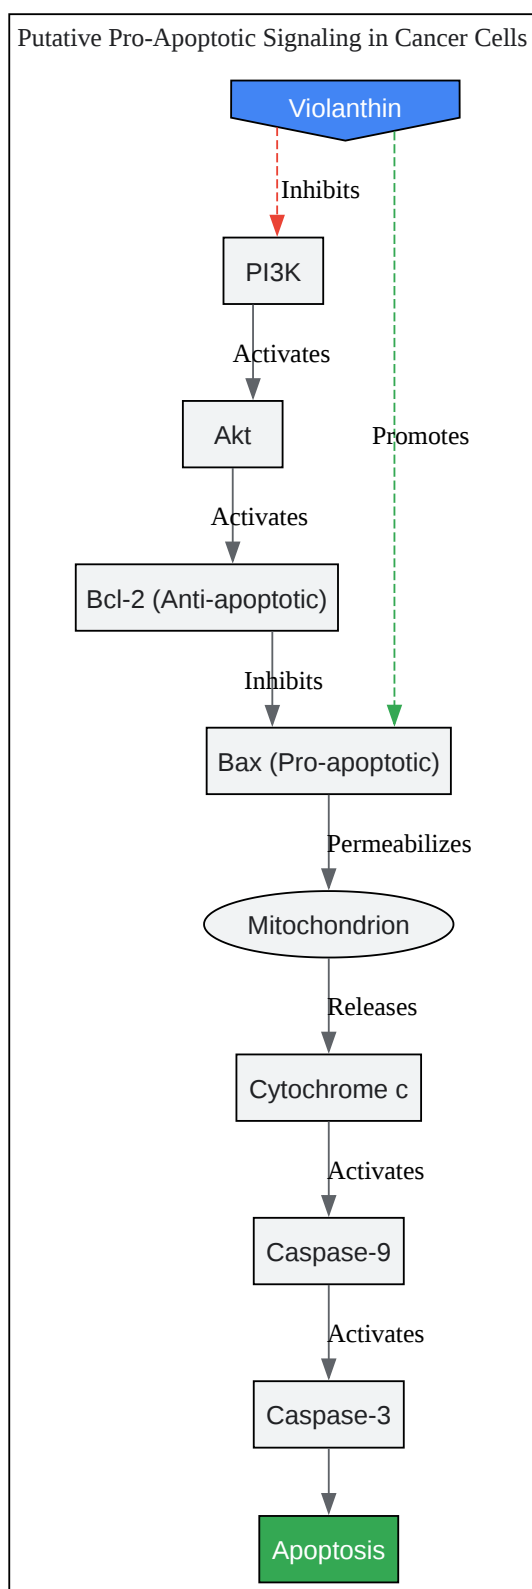 Putative Pro-Apoptotic Signaling in Cancer Cells
Violanthin
Inhibits
PI3K
Activates
Akt
Promotes
Activates
Bcl-2 (Anti-apoptotic)
Inhibits
Bax (Pro-apoptotic)
Permeabilizes
Mitochondrion
Releases
Cytochrome c
Activates
Caspase-9
Activates
Caspase-3
Apoptosis